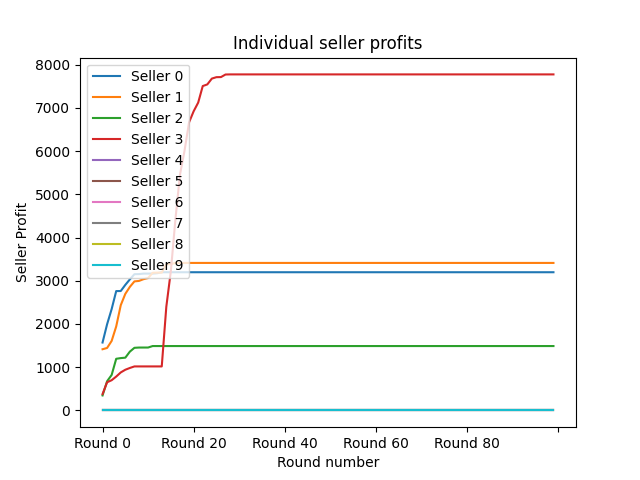 Individual seller profits
Seller Profit
8000
7000
6000
5000
4000
3000
2000
1000
0
Seller 0
Seller 1
Seller 2
Seller 3
Seller 4
Seller 5
Seller 6
Seller 7
Seller 8
Seller 9
Round 0 Round 20 Round 40 Round 60 Round 80
Round number